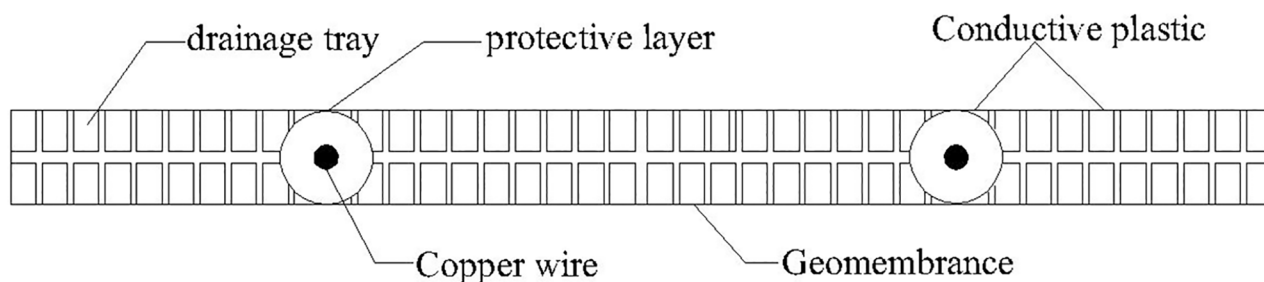 drainage tray
protective layer
Conductive plastic
Copper wire
Geomembrance